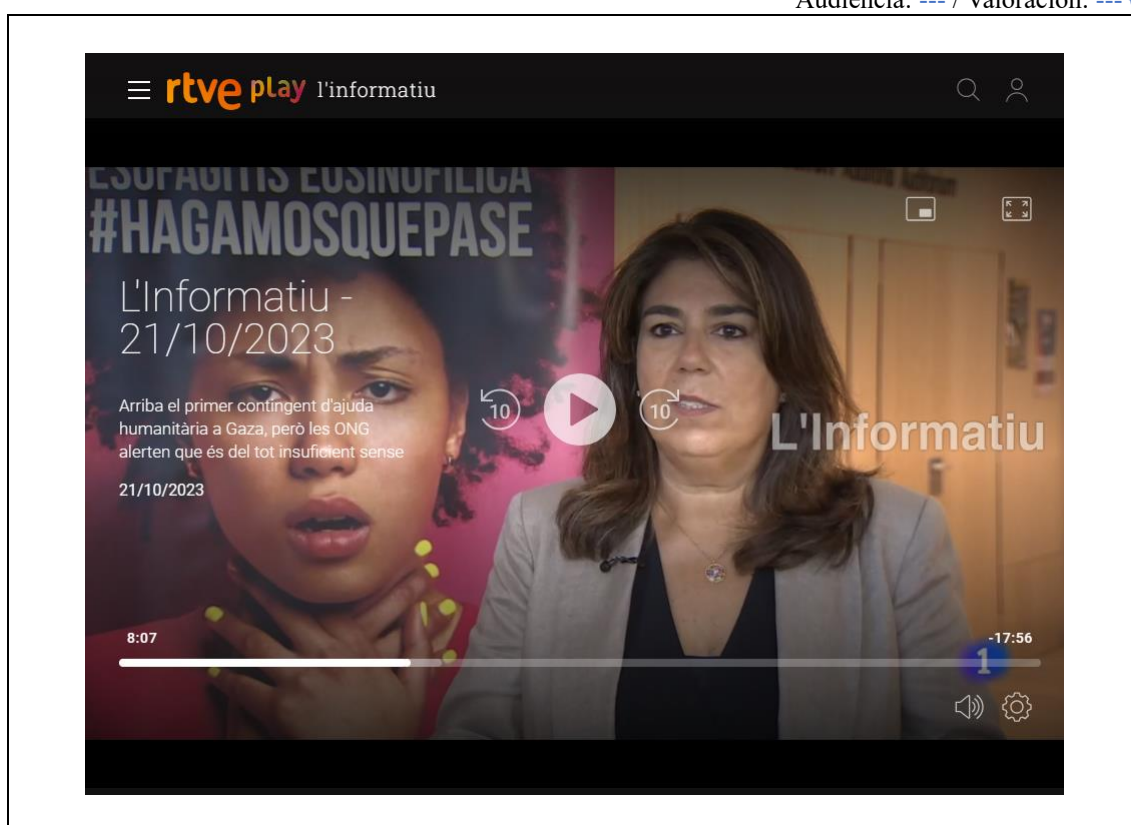 Audiencia: --- / Valoración: ---
rtve play l'informatiu
ESOFAGITIS EOSINOFÍLICA
#HAGAMOSQUEPASE
L'Informatiu -
21/10/2023
Arriba el primer contingent d'ajuda
humanitària a Gaza, però les ONG
alerten que és del tot insuficient sense
21/10/2023
10
10
L'Informatiu
8:07
-17:56
1